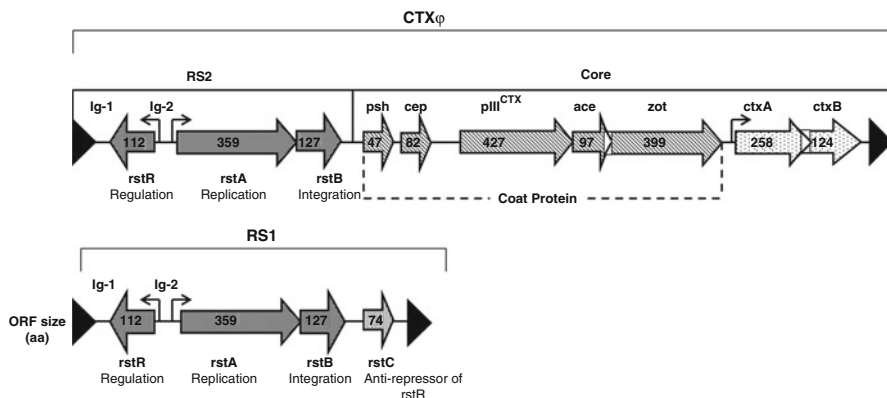 CTXφ
RS2 Core
Ig-1 Ig-2 psh cep pIII^CTX ace zot ctxA ctxB
112 359 127 47 82 427 97 399 258 124
rstR rstA rstB
Regulation Replication Integration
Coat Protein
RS1
Ig-1 Ig-2
ORF size
(aa)
112 359 127 74
rstR rstA rstB rstC
Regulation Replication Integration Anti-repressor of
rstR